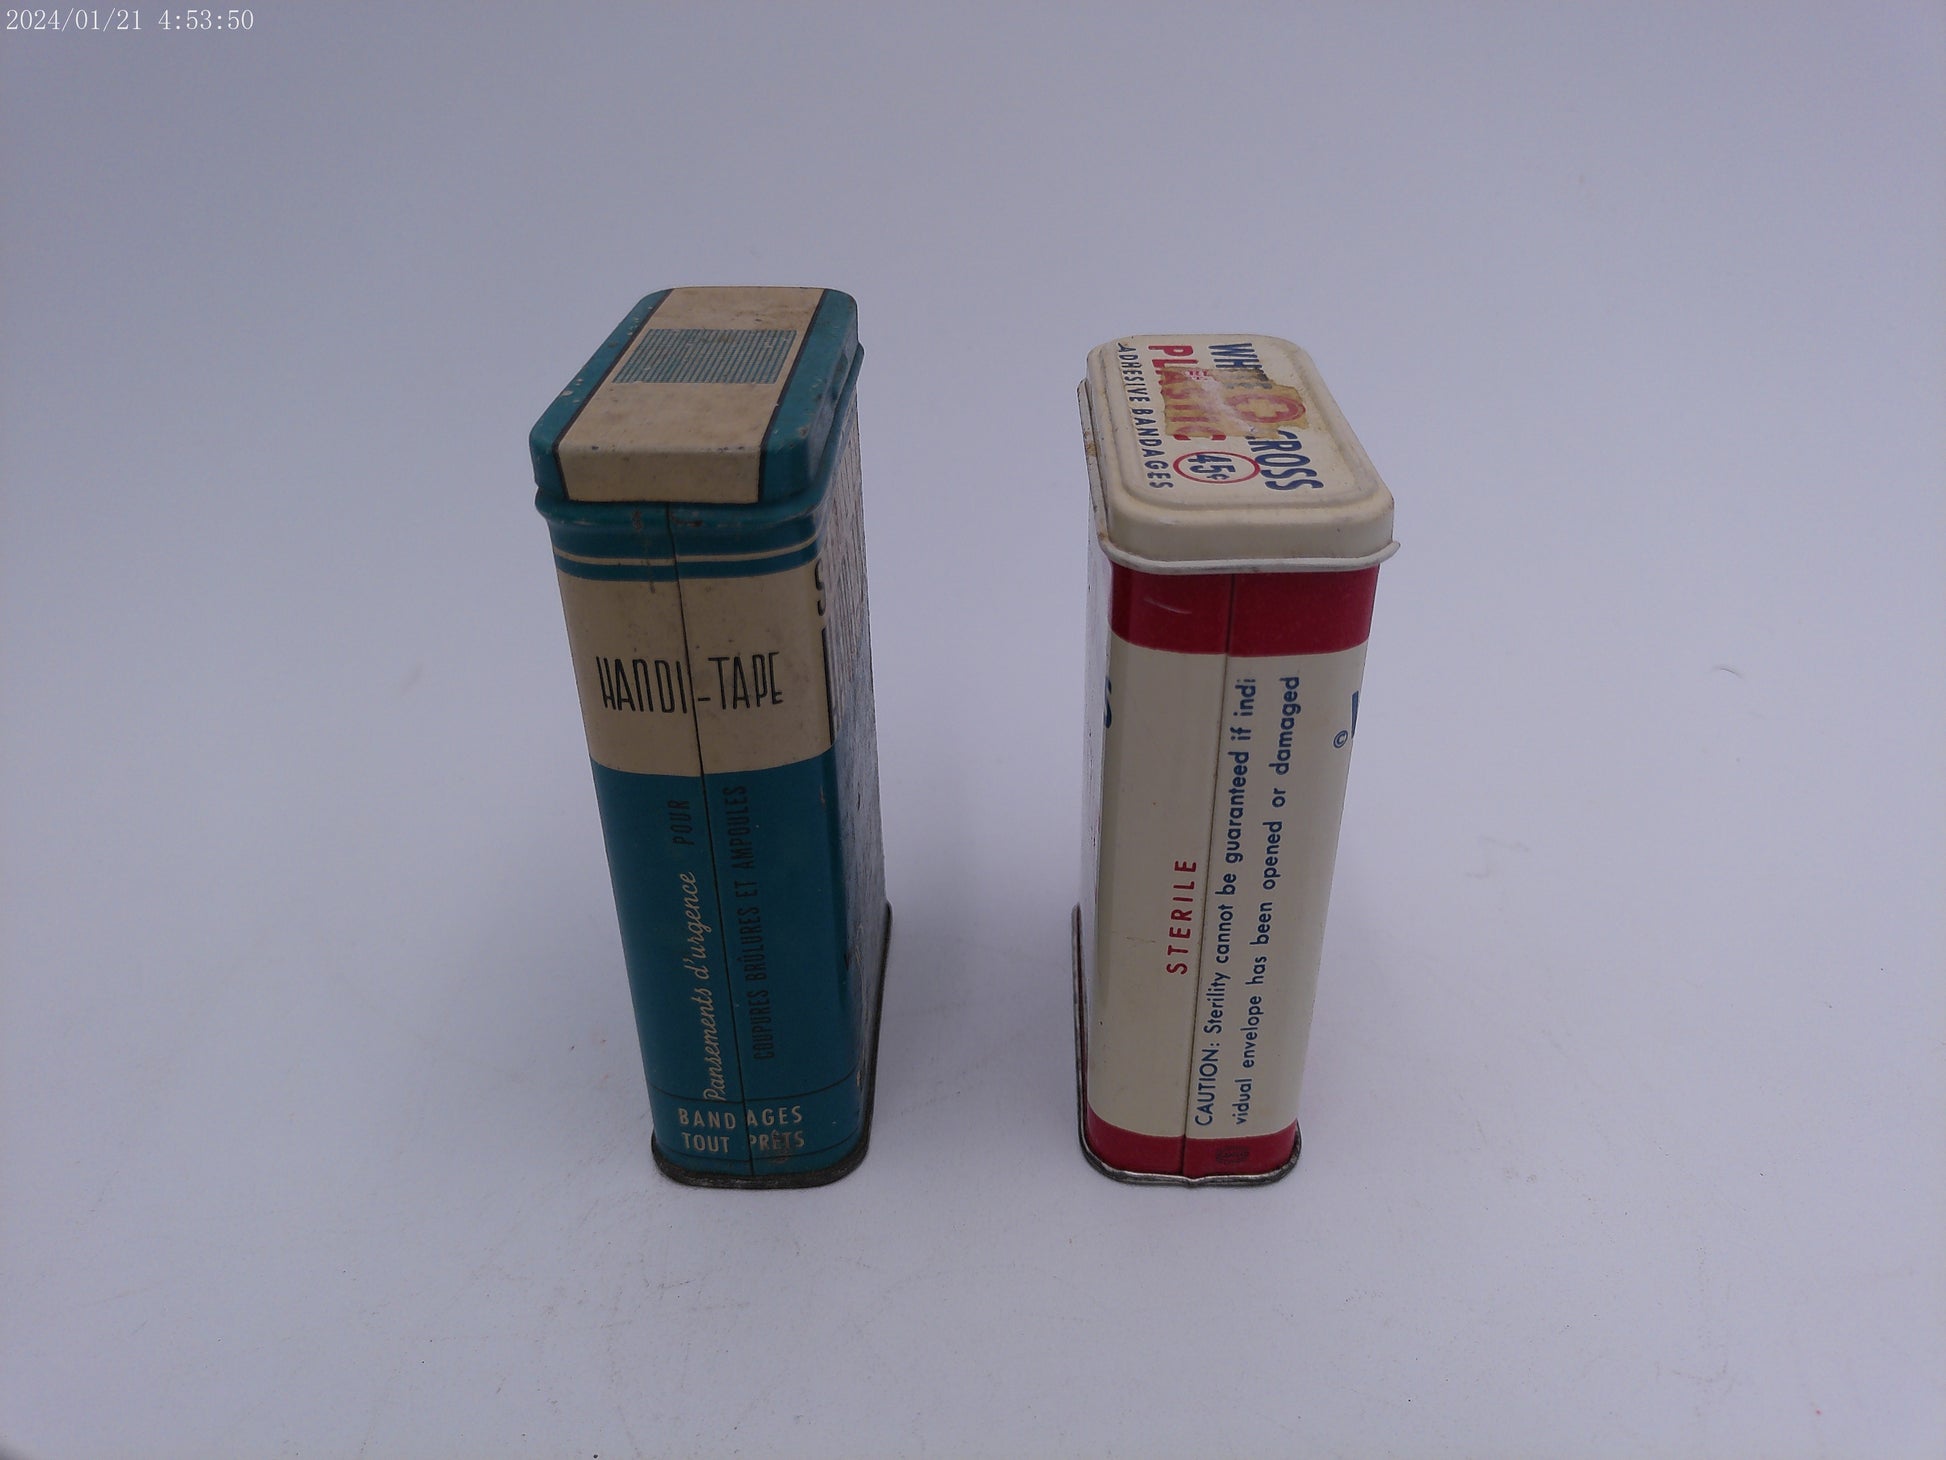 2024/01/21 4:53:50
HANDI-TAPE
Pansements d'urgence POUR
COUPURES BRÛLURES ET AMPOULES
BANDAGES
TOUT PRÊTS
WHITE CROSS
PLASTIC 45¢
ADHESIVE BANDAGES
STERILE
CAUTION: Sterility cannot be guaranteed if indi
vidual envelope has been opened or damaged
©